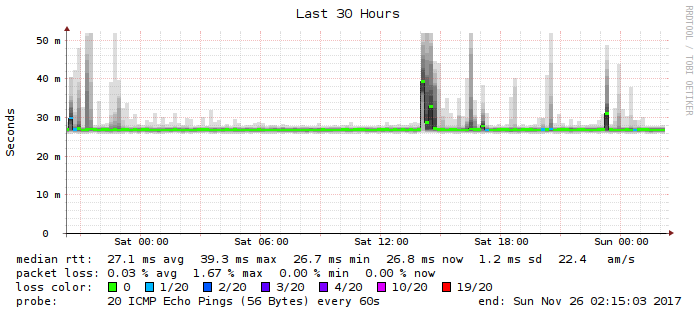 Last 30 Hours
RRDTOOL / TOBI OETIKER
Seconds
50 m
40 m
30 m
20 m
10 m
0
Sat 00:00 Sat 06:00 Sat 12:00 Sat 18:00 Sun 00:00
median rtt: 27.1 ms avg 39.3 ms max 26.7 ms min 26.8 ms now 1.2 ms sd 22.4 am/s
packet loss: 0.03 % avg 1.67 % max 0.00 % min 0.00 % now
loss color: 0 1/20 2/20 3/20 4/20 10/20 19/20
probe: 20 ICMP Echo Pings (56 Bytes) every 60s end: Sun Nov 26 02:15:03 2017